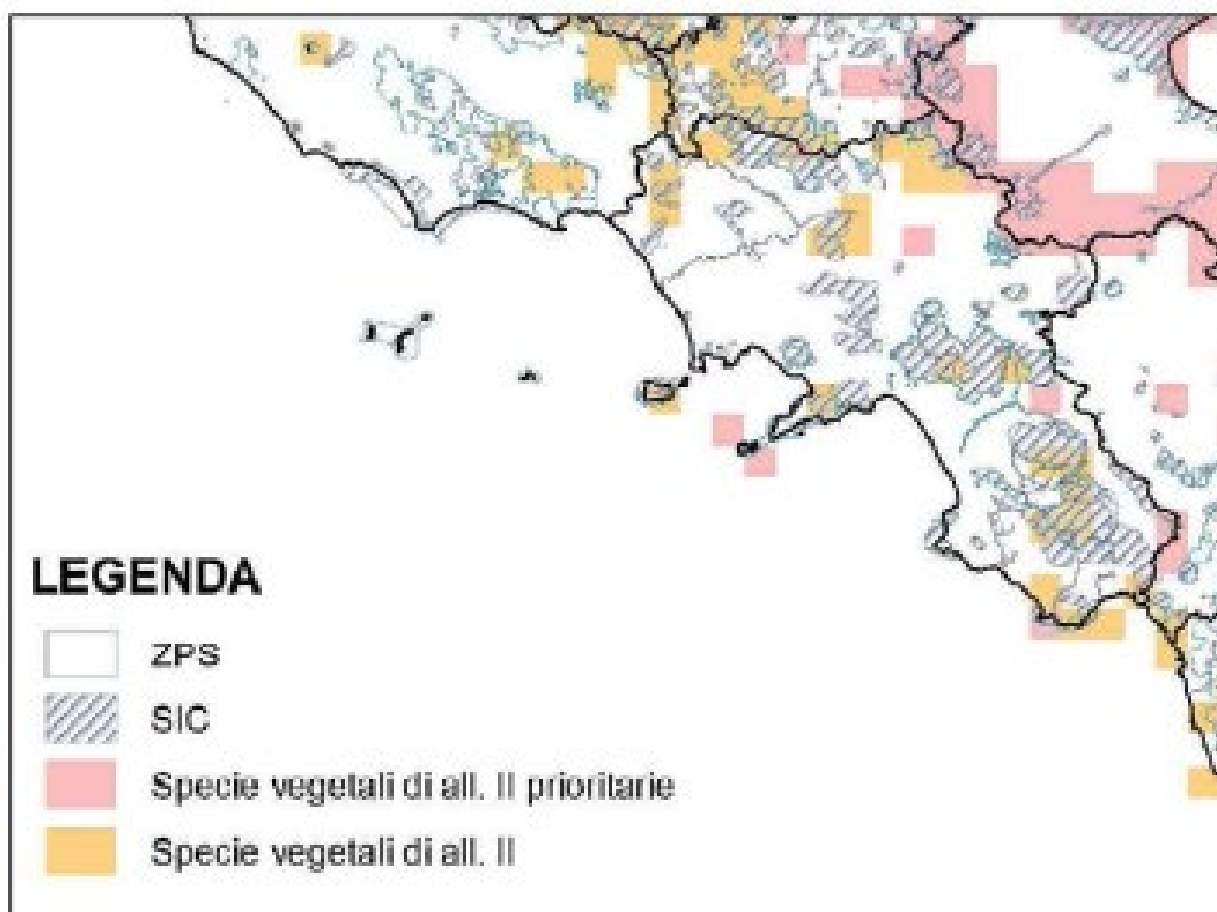 LEGENDA
ZPS
SIC
Specie vegetali di all. II prioritarie
Specie vegetali di all. II